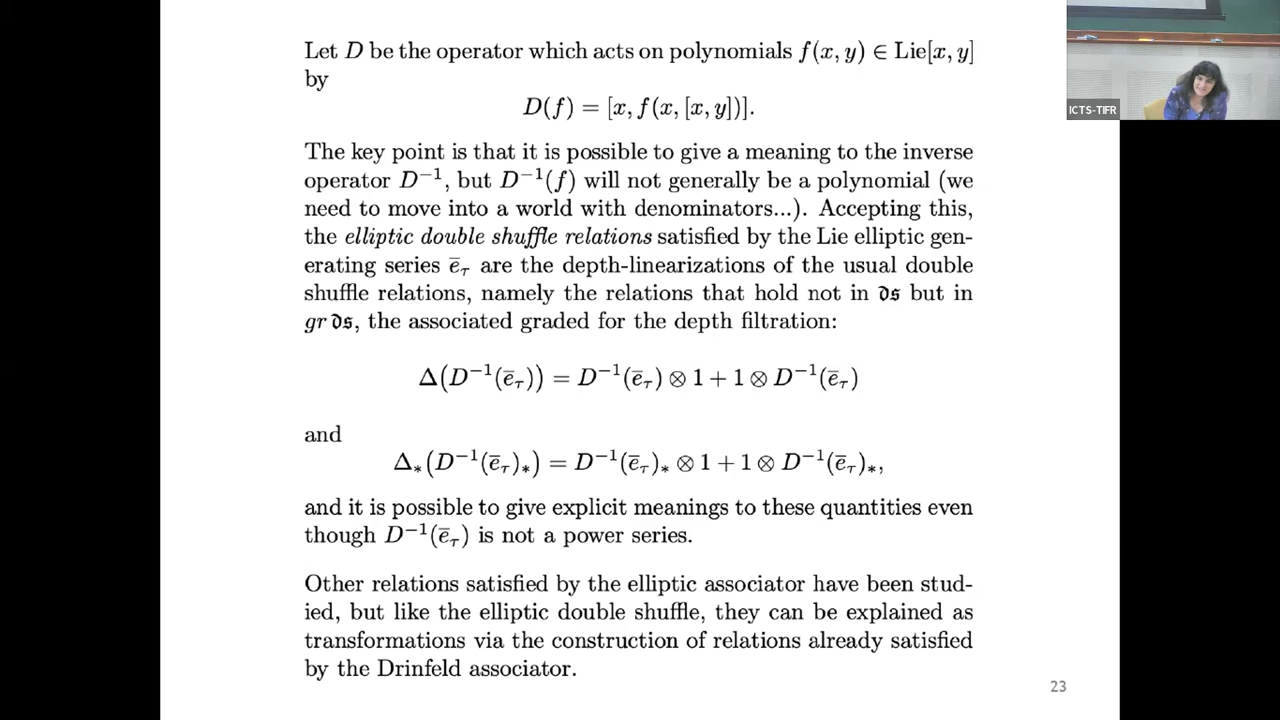 Let D be the operator which acts on polynomials f(x, y) ∈ Lie[x, y]
by
D(f) = [x, f(x, [x, y])].
The key point is that it is possible to give a meaning to the inverse
operator D⁻¹, but D⁻¹(f) will not generally be a polynomial (we
need to move into a world with denominators...). Accepting this,
the elliptic double shuffle relations satisfied by the Lie elliptic gen-
erating series ē_τ are the depth-linearizations of the usual double
shuffle relations, namely the relations that hold not in 𝔡𝔰 but in
gr 𝔡𝔰, the associated graded for the depth filtration:
Δ(D⁻¹(ē_τ)) = D⁻¹(ē_τ) ⊗ 1 + 1 ⊗ D⁻¹(ē_τ)
and
Δ_*(D⁻¹(ē_τ)_*) = D⁻¹(ē_τ)_* ⊗ 1 + 1 ⊗ D⁻¹(ē_τ)_*,
and it is possible to give explicit meanings to these quantities even
though D⁻¹(ē_τ) is not a power series.
Other relations satisfied by the elliptic associator have been stud-
ied, but like the elliptic double shuffle, they can be explained as
transformations via the construction of relations already satisfied
by the Drinfeld associator.
23
ICTS-TIFR